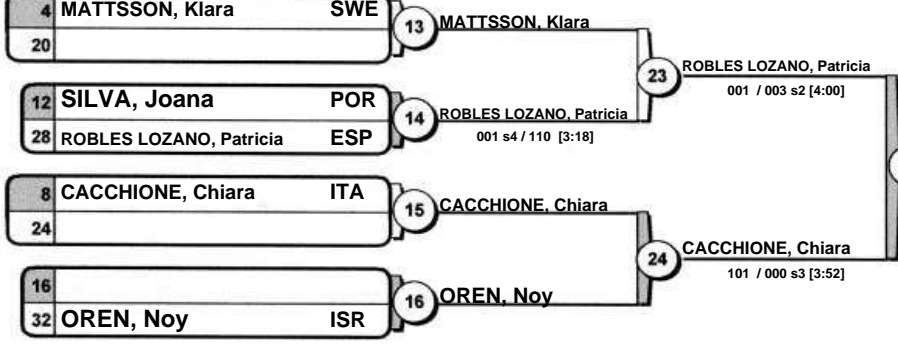 4 MATTSSON, Klara SWE
20
13
MATTSSON, Klara
12 SILVA, Joana POR
28 ROBLES LOZANO, Patricia ESP
14
ROBLES LOZANO, Patricia
001 s4 / 110 [3:18]
23
ROBLES LOZANO, Patricia
001 / 003 s2 [4:00]
8 CACCHIONE, Chiara ITA
24
15
CACCHIONE, Chiara
16
32 OREN, Noy ISR
16
OREN, Noy
24
CACCHIONE, Chiara
101 / 000 s3 [3:52]